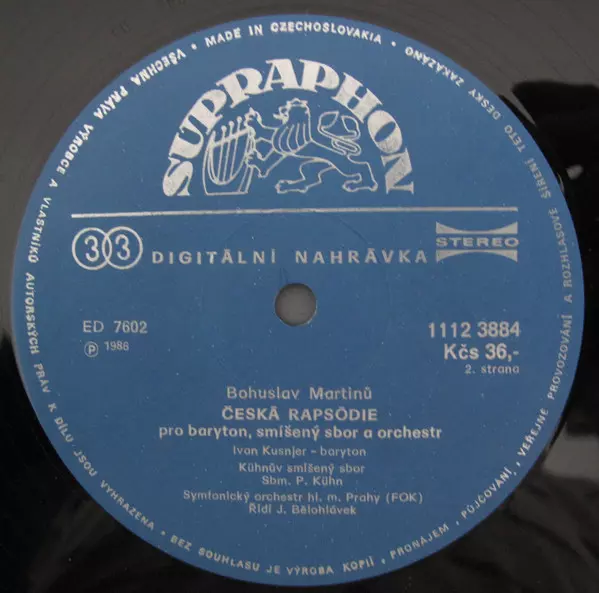 VŠECHNA PRÁVA VÝROBCE A VLASTNÍKŮ AUTORSKÝCH PRÁV K DÍLU JSOU VYHRAZENA • BEZ SOUHLASU JE VÝROBA KOPIÍ, PRONÁJEM, PŮJČOVÁNÍ, VEŘEJNÉ PROVOZOVÁNÍ A ROZHLASOVÉ ŠÍŘENÍ TÉTO DESKY ZAKÁZÁNO • MADE IN CZECHOSLOVAKIA •
SUPRAPHON
33 DIGITÁLNÍ NAHRÁVKA STEREO
ED 7602
℗ 1986
1112 3884
Kčs 36,-
2. strana
Bohuslav Martinů
ČESKÁ RAPSÓDIE
pro baryton, smíšený sbor a orchestr
Ivan Kusnjer – baryton
Kühnův smíšený sbor
Sbm. P. Kühn
Symfonický orchestr hl. m. Prahy (FOK)
Řídí J. Bělohlávek